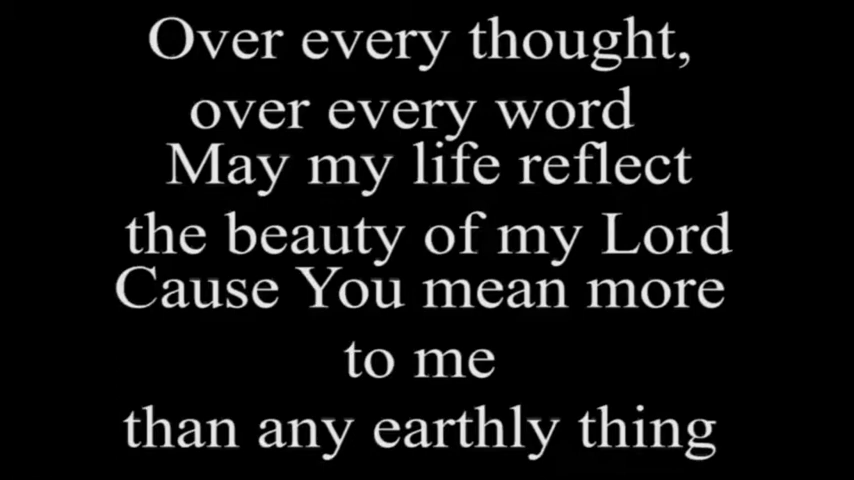 Over every thought,
over every word
May my life reflect
the beauty of my Lord
Cause You mean more
to me
than any earthly thing